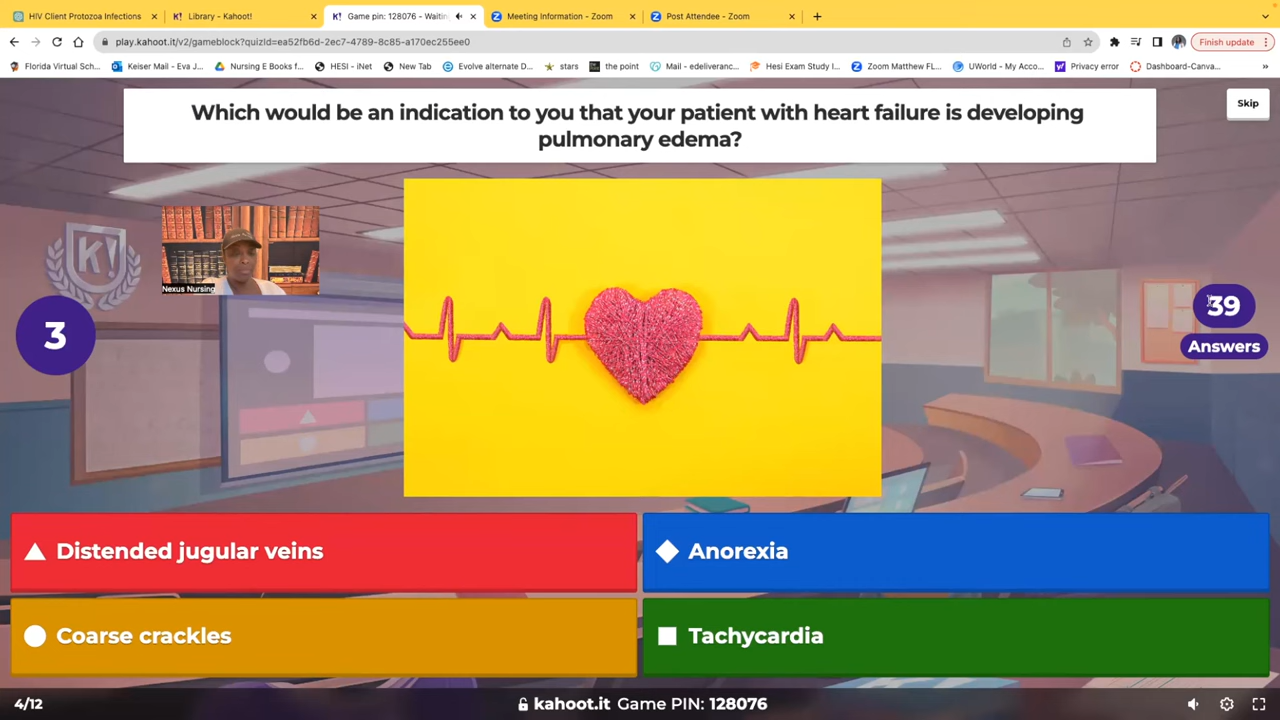 HIV Client Protozoa Infections
Library - Kahoot!
K! Game pin: 128076 - Waitin
Meeting Information - Zoom
Post Attendee - Zoom
play.kahoot.it/v2/gameblock?quizId=ea52fb6d-2ec7-4789-8c85-a170ec255ee0
Finish update
Florida Virtual Sch... Keiser Mail - Eva J... Nursing E Books f... HESI - iNet New Tab Evolve alternate D... stars the point Mail - edeliveranc... Hesi Exam Study I... Zoom Matthew FL... UWorld - My Acco... Privacy error Dashboard-Canva... »
Which would be an indication to you that your patient with heart failure is developing
pulmonary edema?
Skip
K!
Nexus Nursing
3
39
Answers
Distended jugular veins
Anorexia
Coarse crackles
Tachycardia
4/12
kahoot.it Game PIN: 128076